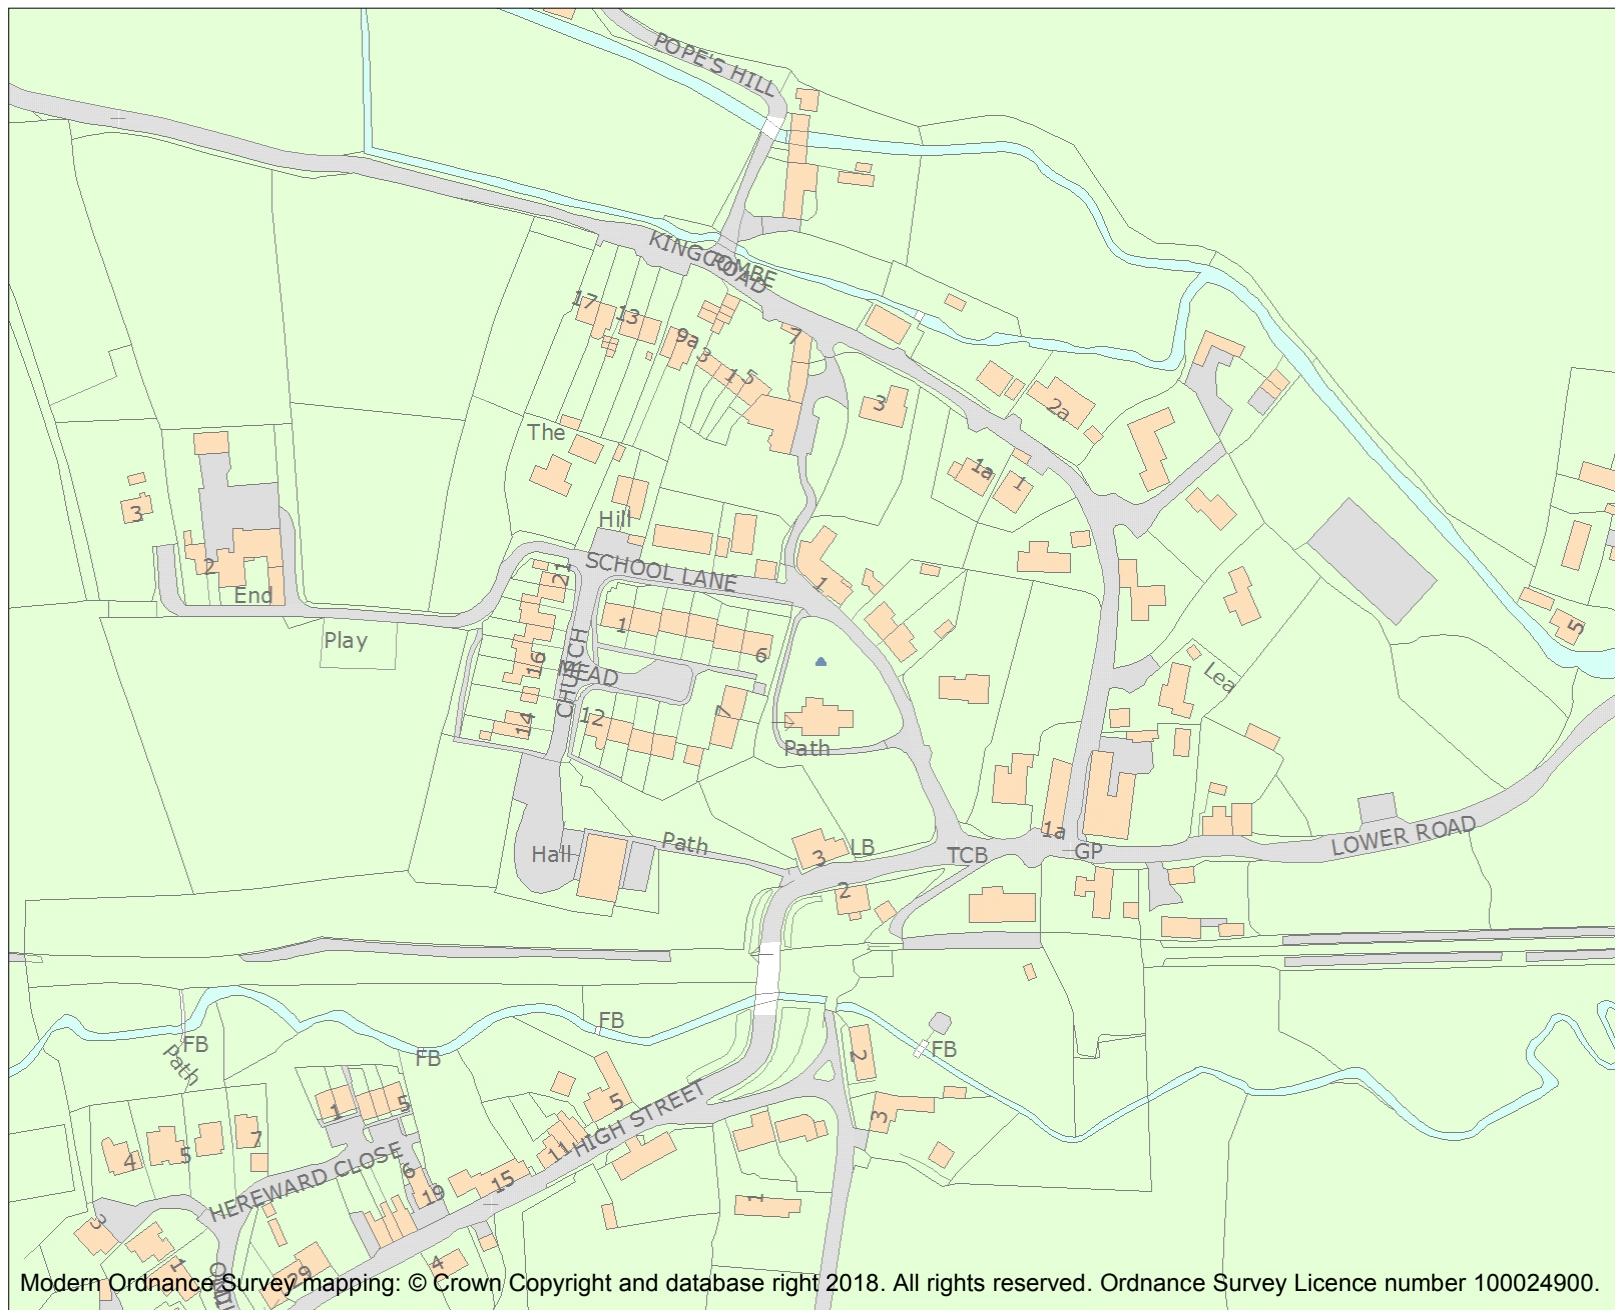 POPE'S HILL
KINGCOMBE
ROAD
17
13
9a
3
1
5
7
3
2a
1a
1
The
3
Hill
21
SCHOOL LANE
1
2
End
Play
1
6
16
CHURCH
MEAD
Lea
5
14
12
7
Path
Hall
Path
3
LB
TCB
1a
GP
LOWER ROAD
2
FB
FB
Path
FB
FB
2
1
5
5
3
HIGH STREET
4
5
7
11
HEREWARD CLOSE
6
19
15
1
3
1
29
4
Modern Ordnance Survey mapping: © Crown Copyright and database right 2018. All rights reserved. Ordnance Survey Licence number 100024900.